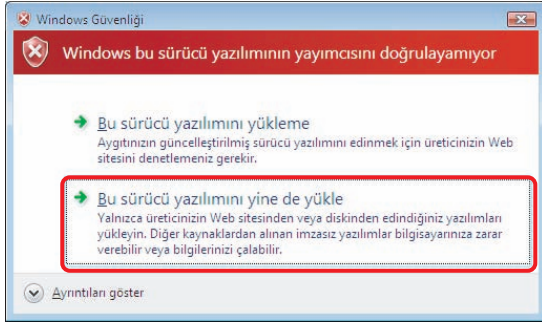 Windows Güvenliği
Windows bu sürücü yazılımının yayımcısını doğrulayamıyor
Bu sürücü yazılımını yükleme
Aygıtınızın güncelleştirilmiş sürücü yazılımını edinmek için üreticinizin Web
sitesini denetlemeniz gerekir.
Bu sürücü yazılımını yine de yükle
Yalnızca üreticinizin Web sitesinden veya diskinden edindiğiniz yazılımları
yükleyin. Diğer kaynaklardan alınan imzasız yazılımlar bilgisayarınıza zarar
verebilir veya bilgilerinizi çalabilir.
Ayrıntıları göster